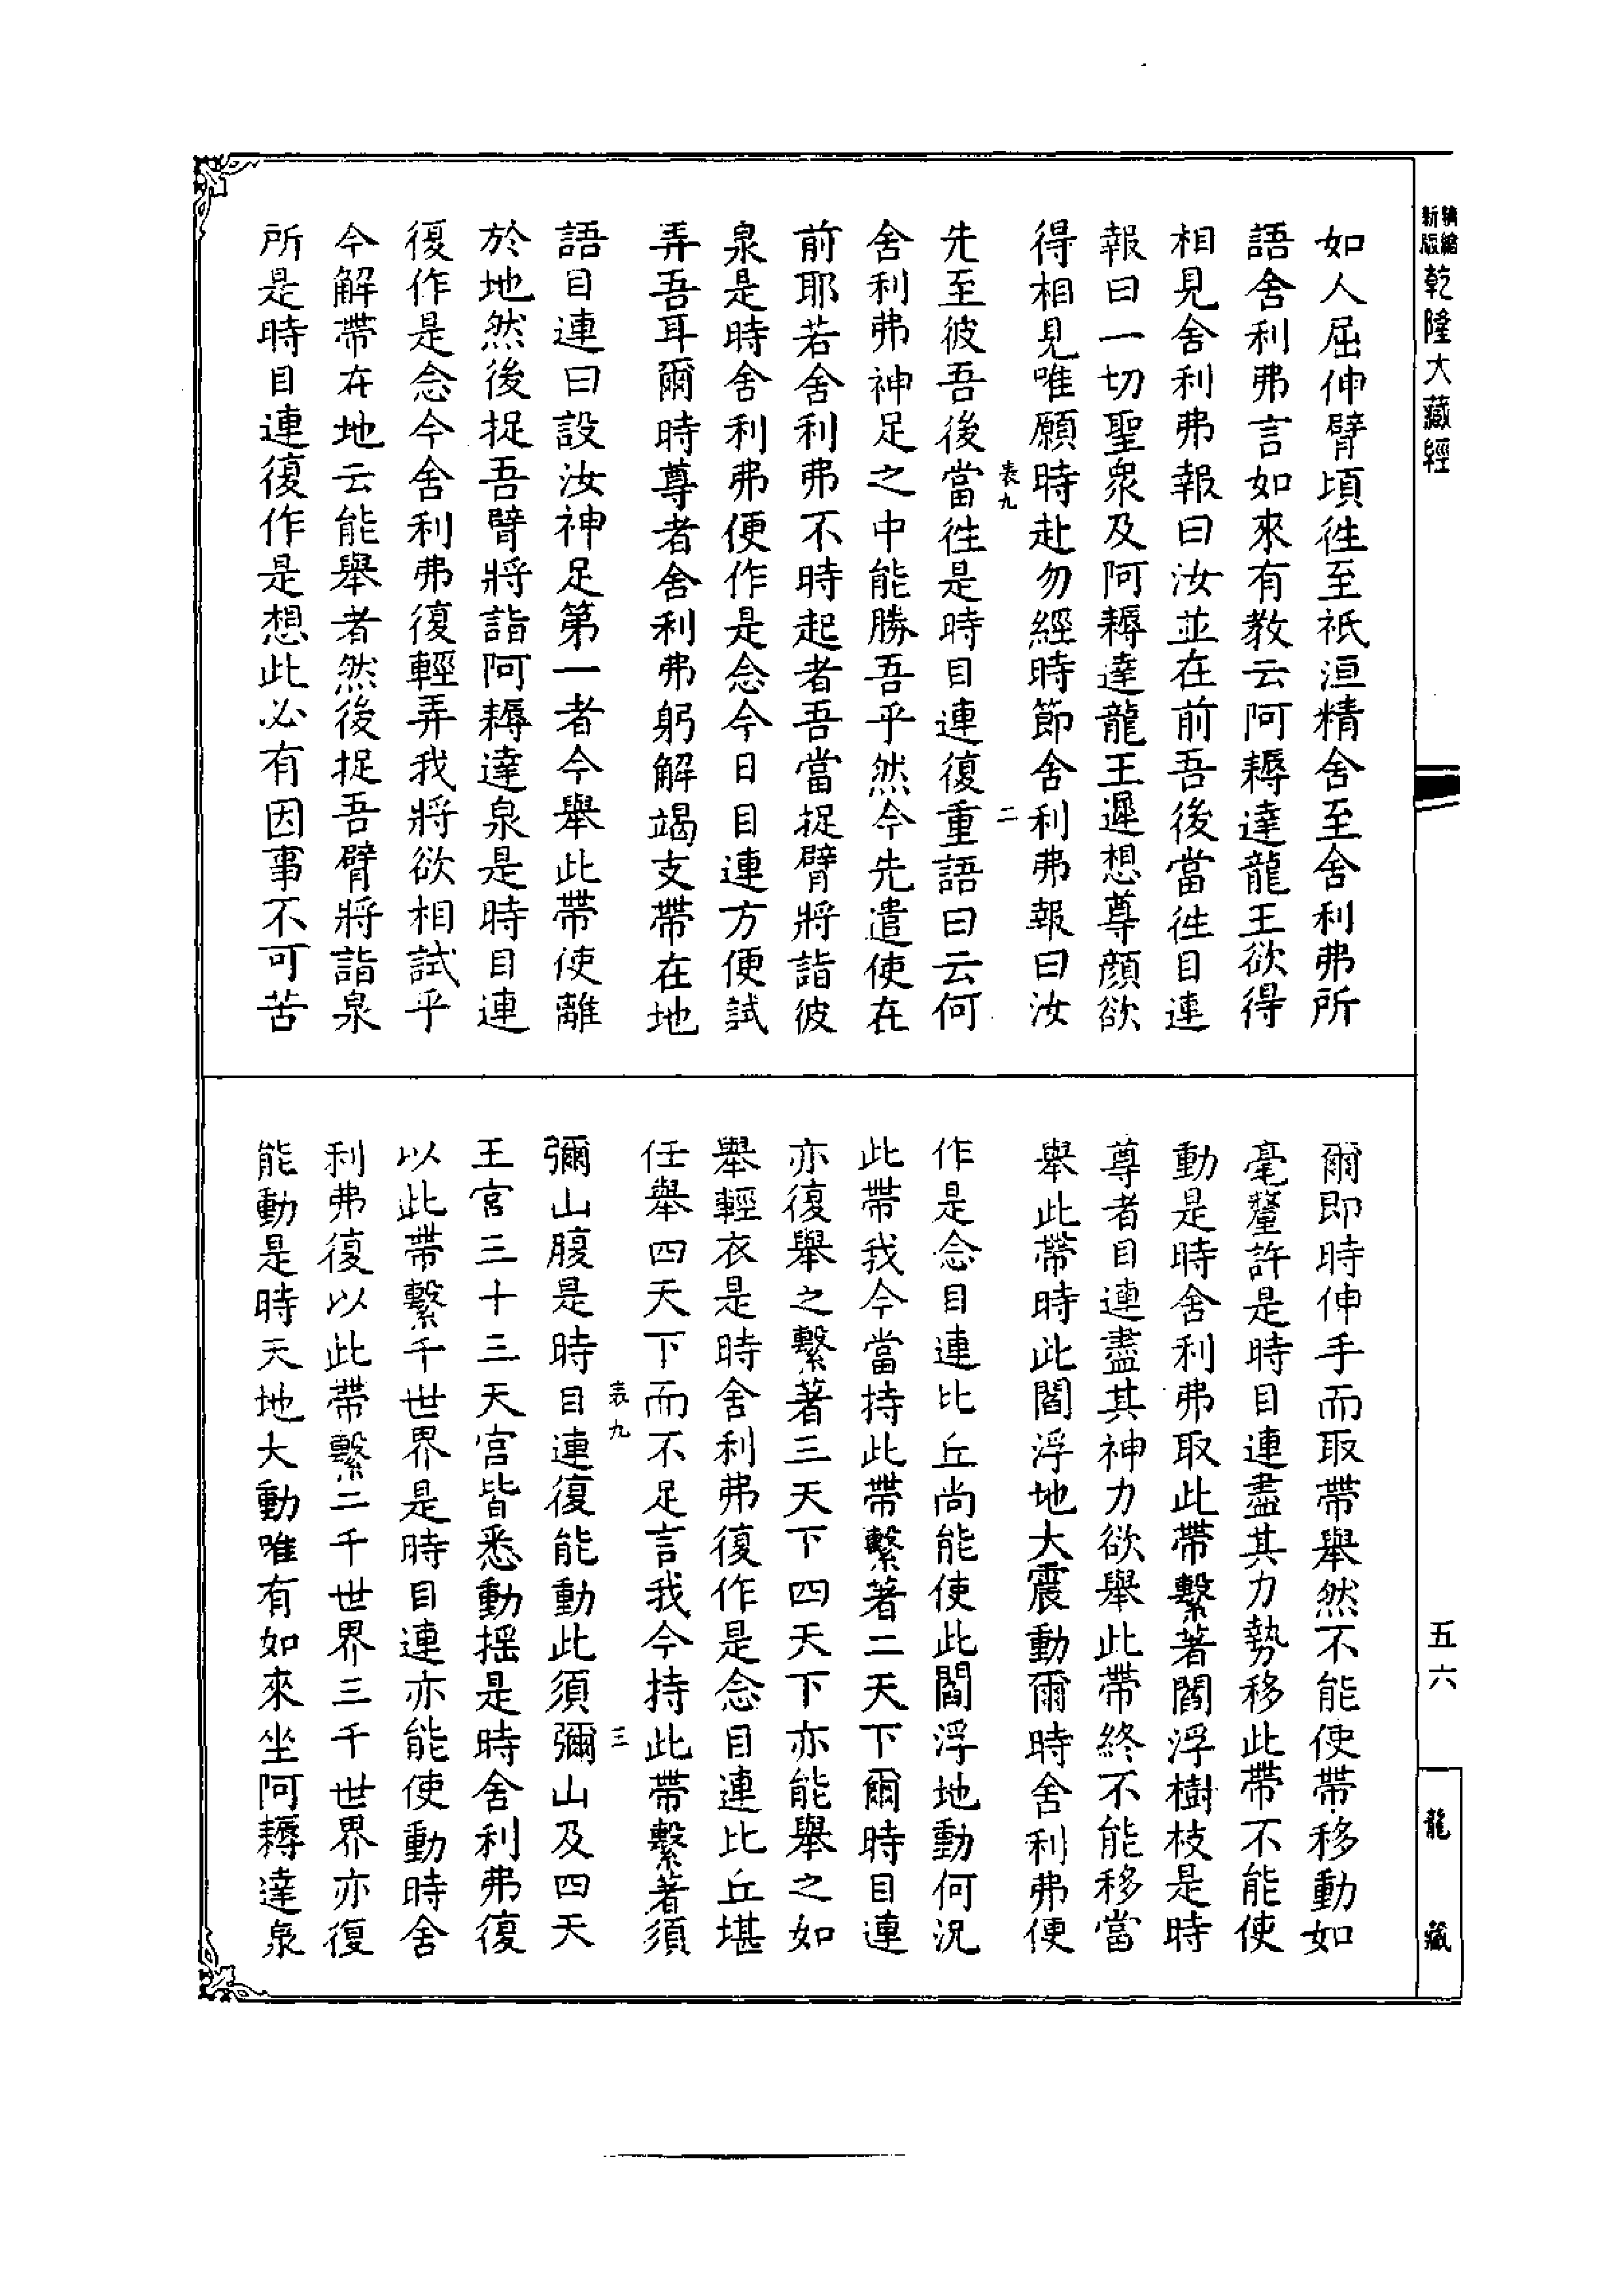 新編縮版
乾隆大藏經
如人屈伸臂頃徃至祇洹精舍至舍利弗所
語舍利弗言如來有教云阿耨達龍王欲得
相見舍利弗報曰汝並在前吾後當徃目連
報曰一切聖衆及阿耨達龍王遲想尊顔欲
得相見唯願時赴勿經時節舍利弗報曰汝
表九 二
先至彼吾後當徃是時目連復重語曰云何
舍利弗神足之中能勝吾乎然今先遣使在
前耶若舍利弗不時起者吾當捉臂將詣彼
泉是時舍利弗便作是念今日目連方便試
弄吾耳爾時尊者舍利弗躬解竭支帶在地
語目連曰設汝神足第一者今舉此帶使離
於地然後捉吾臂將詣阿耨達泉是時目連
復作是念今舍利弗復輕弄我將欲相試乎
今解帶在地云能舉者然後捉吾臂將詣泉
所是時目連復作是想此必有因事不可苦
爾即時伸手而取帶舉然不能使帶移動如
毫釐許是時目連盡其力勢移此帶不能使
動是時舍利弗取此帶繫著閻浮樹枝是時
尊者目連盡其神力欲舉此帶終不能移當
舉此帶時此閻浮地大震動爾時舍利弗便
作是念目連比丘尚能使此閻浮地動何況
此帶我今當持此帶繫著二天下爾時目連
亦復舉之繫著三天下四天下亦能舉之如
舉輕衣是時舍利弗復作是念目連比丘堪
任舉四天下而不足言我今持此帶繫著須
表九 三
彌山腹是時目連復能動此須彌山及四天
王宮三十三天宮皆悉動搖是時舍利弗復
以此帶繫千世界是時目連亦能使動時舍
利弗復以此帶繫二千世界三千世界亦復
能動是時天地大動唯有如來坐阿耨達泉
五六
龍藏